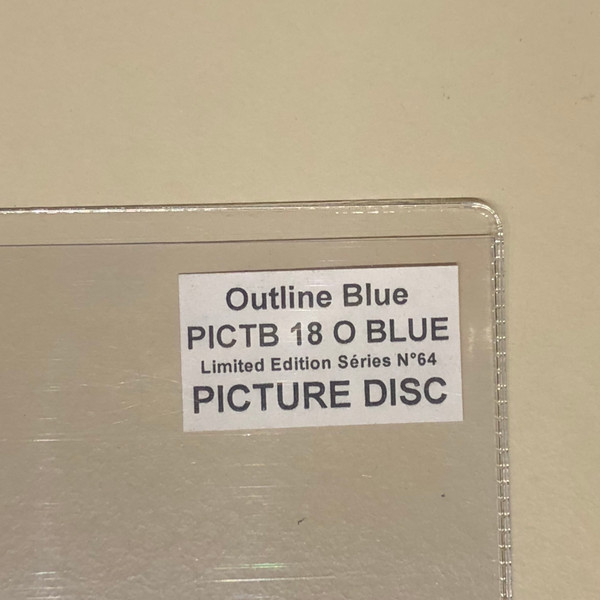 Outline Blue
PICTB 18 O BLUE
Limited Edition Séries N°64
PICTURE DISC